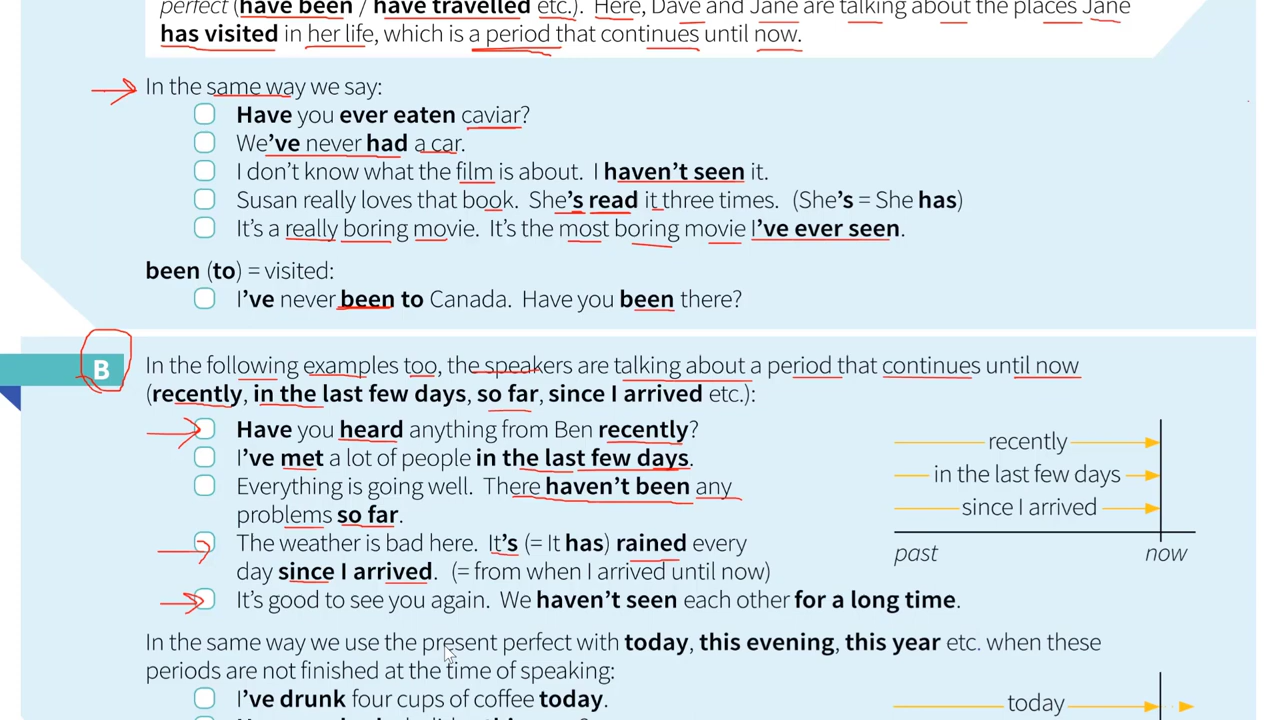 perfect (have been / have travelled etc.). Here, Dave and Jane are talking about the places Jane
has visited in her life, which is a period that continues until now.
In the same way we say:
Have you ever eaten caviar?
We've never had a car.
I don't know what the film is about. I haven't seen it.
Susan really loves that book. She's read it three times. (She's = She has)
It's a really boring movie. It's the most boring movie I've ever seen.
been (to) = visited:
I've never been to Canada. Have you been there?
B
In the following examples too, the speakers are talking about a period that continues until now
(recently, in the last few days, so far, since I arrived etc.):
Have you heard anything from Ben recently?
I've met a lot of people in the last few days.
Everything is going well. There haven't been any
problems so far.
The weather is bad here. It's (= It has) rained every
day since I arrived. (= from when I arrived until now)
It's good to see you again. We haven't seen each other for a long time.
recently
in the last few days
since I arrived
past now
In the same way we use the present perfect with today, this evening, this year etc. when these
periods are not finished at the time of speaking:
I've drunk four cups of coffee today.
today